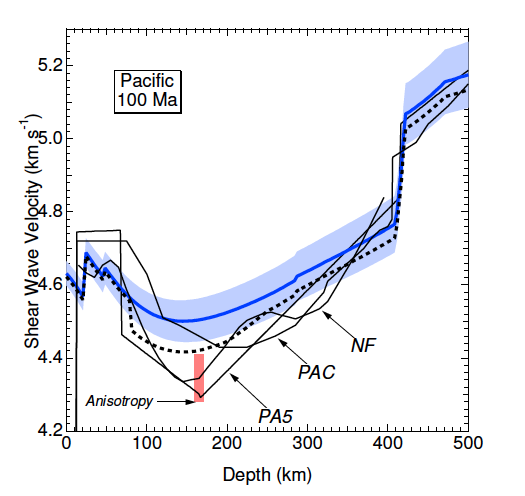 Pacific
100 Ma
5.2
5.0
4.8
4.6
4.4
4.2
Shear Wave Velocity (km s⁻¹)
NF
PAC
PA5
Anisotropy
0
100
200
300
400
500
Depth (km)